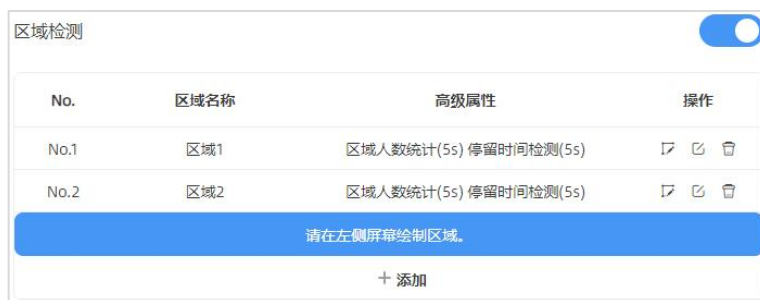 区域检测
No. 区域名称 高级属性 操作
No.1 区域1 区域人数统计(5s) 停留时间检测(5s)
No.2 区域2 区域人数统计(5s) 停留时间检测(5s)
请在左侧屏幕绘制区域。
+ 添加